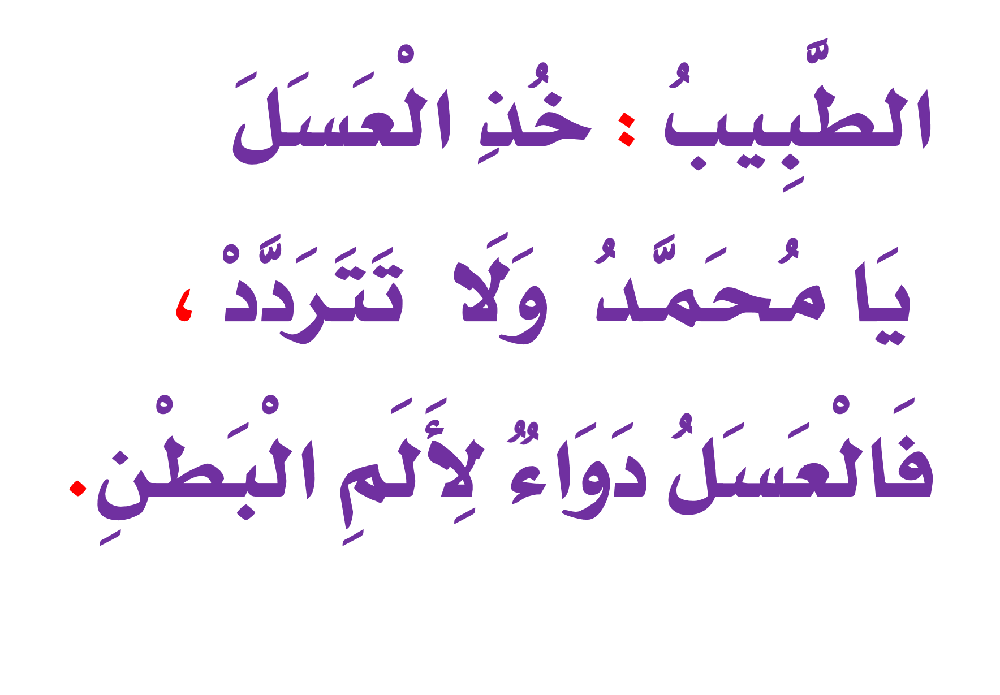 الطَّبِيبُ : خُذِ الْعَسَلَ
يَا مُحَمَّدُ وَلَا تَتَرَدَّدْ ،
فَالْعَسَلُ دَوَاءٌ لِأَلَمِ الْبَطْنِ.